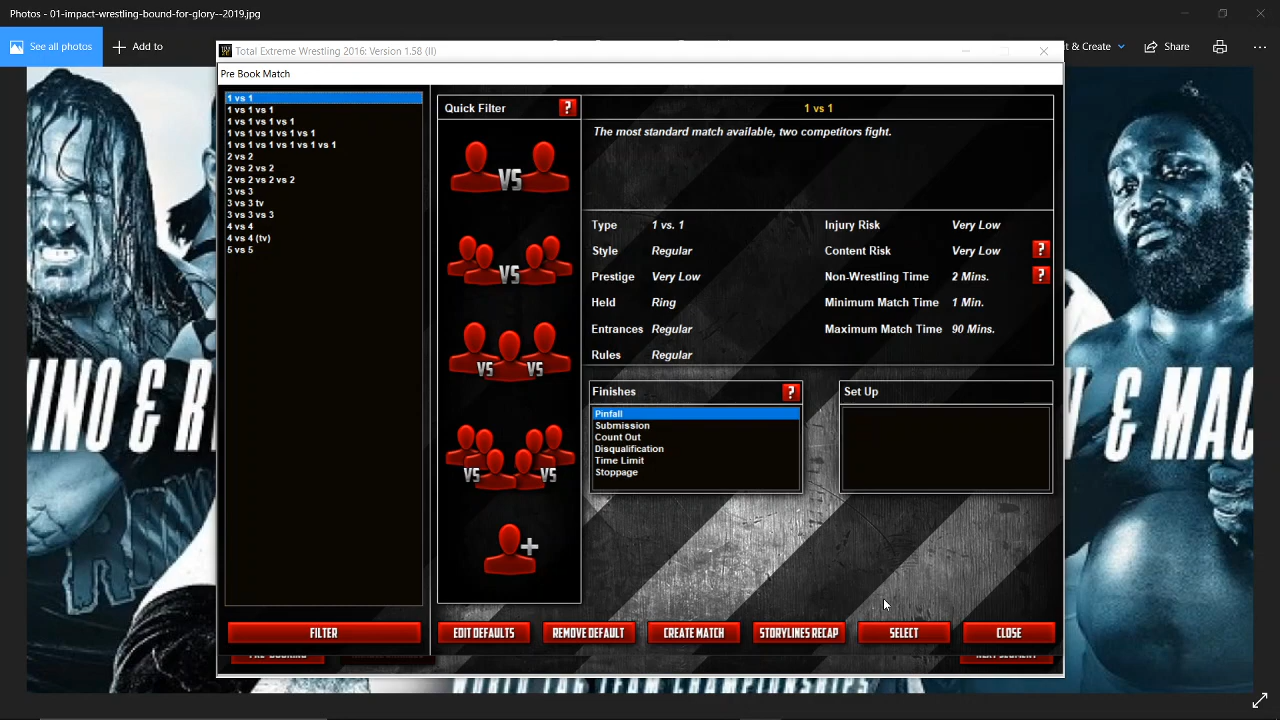 Photos - 01-impact-wrestling-bound-for-glory--2019.jpg
See all photos
Add to
t & Create
Share
Total Extreme Wrestling 2016: Version 1.58 (II)
Pre Book Match
1 vs 1
1 vs 1 vs 1
1 vs 1 vs 1 vs 1
1 vs 1 vs 1 vs 1 vs 1
1 vs 1 vs 1 vs 1 vs 1 vs 1
2 vs 2
2 vs 2 vs 2
2 vs 2 vs 2 vs 2
3 vs 3
3 vs 3 tv
3 vs 3 vs 3
4 vs 4
4 vs 4 (tv)
5 vs 5
FILTER
Quick Filter
?
VS
VS
VS VS
VS VS
1 vs 1
The most standard match available, two competitors fight.
Type 1 vs. 1
Style Regular
Prestige Very Low
Held Ring
Entrances Regular
Rules Regular
Injury Risk Very Low
Content Risk Very Low ?
Non-Wrestling Time 2 Mins. ?
Minimum Match Time 1 Min.
Maximum Match Time 90 Mins.
Finishes ?
Pinfall
Submission
Count Out
Disqualification
Time Limit
Stoppage
Set Up
EDIT DEFAULTS
REMOVE DEFAULT
CREATE MATCH
STORYLINES RECAP
SELECT
CLOSE
INO & R
& MAC